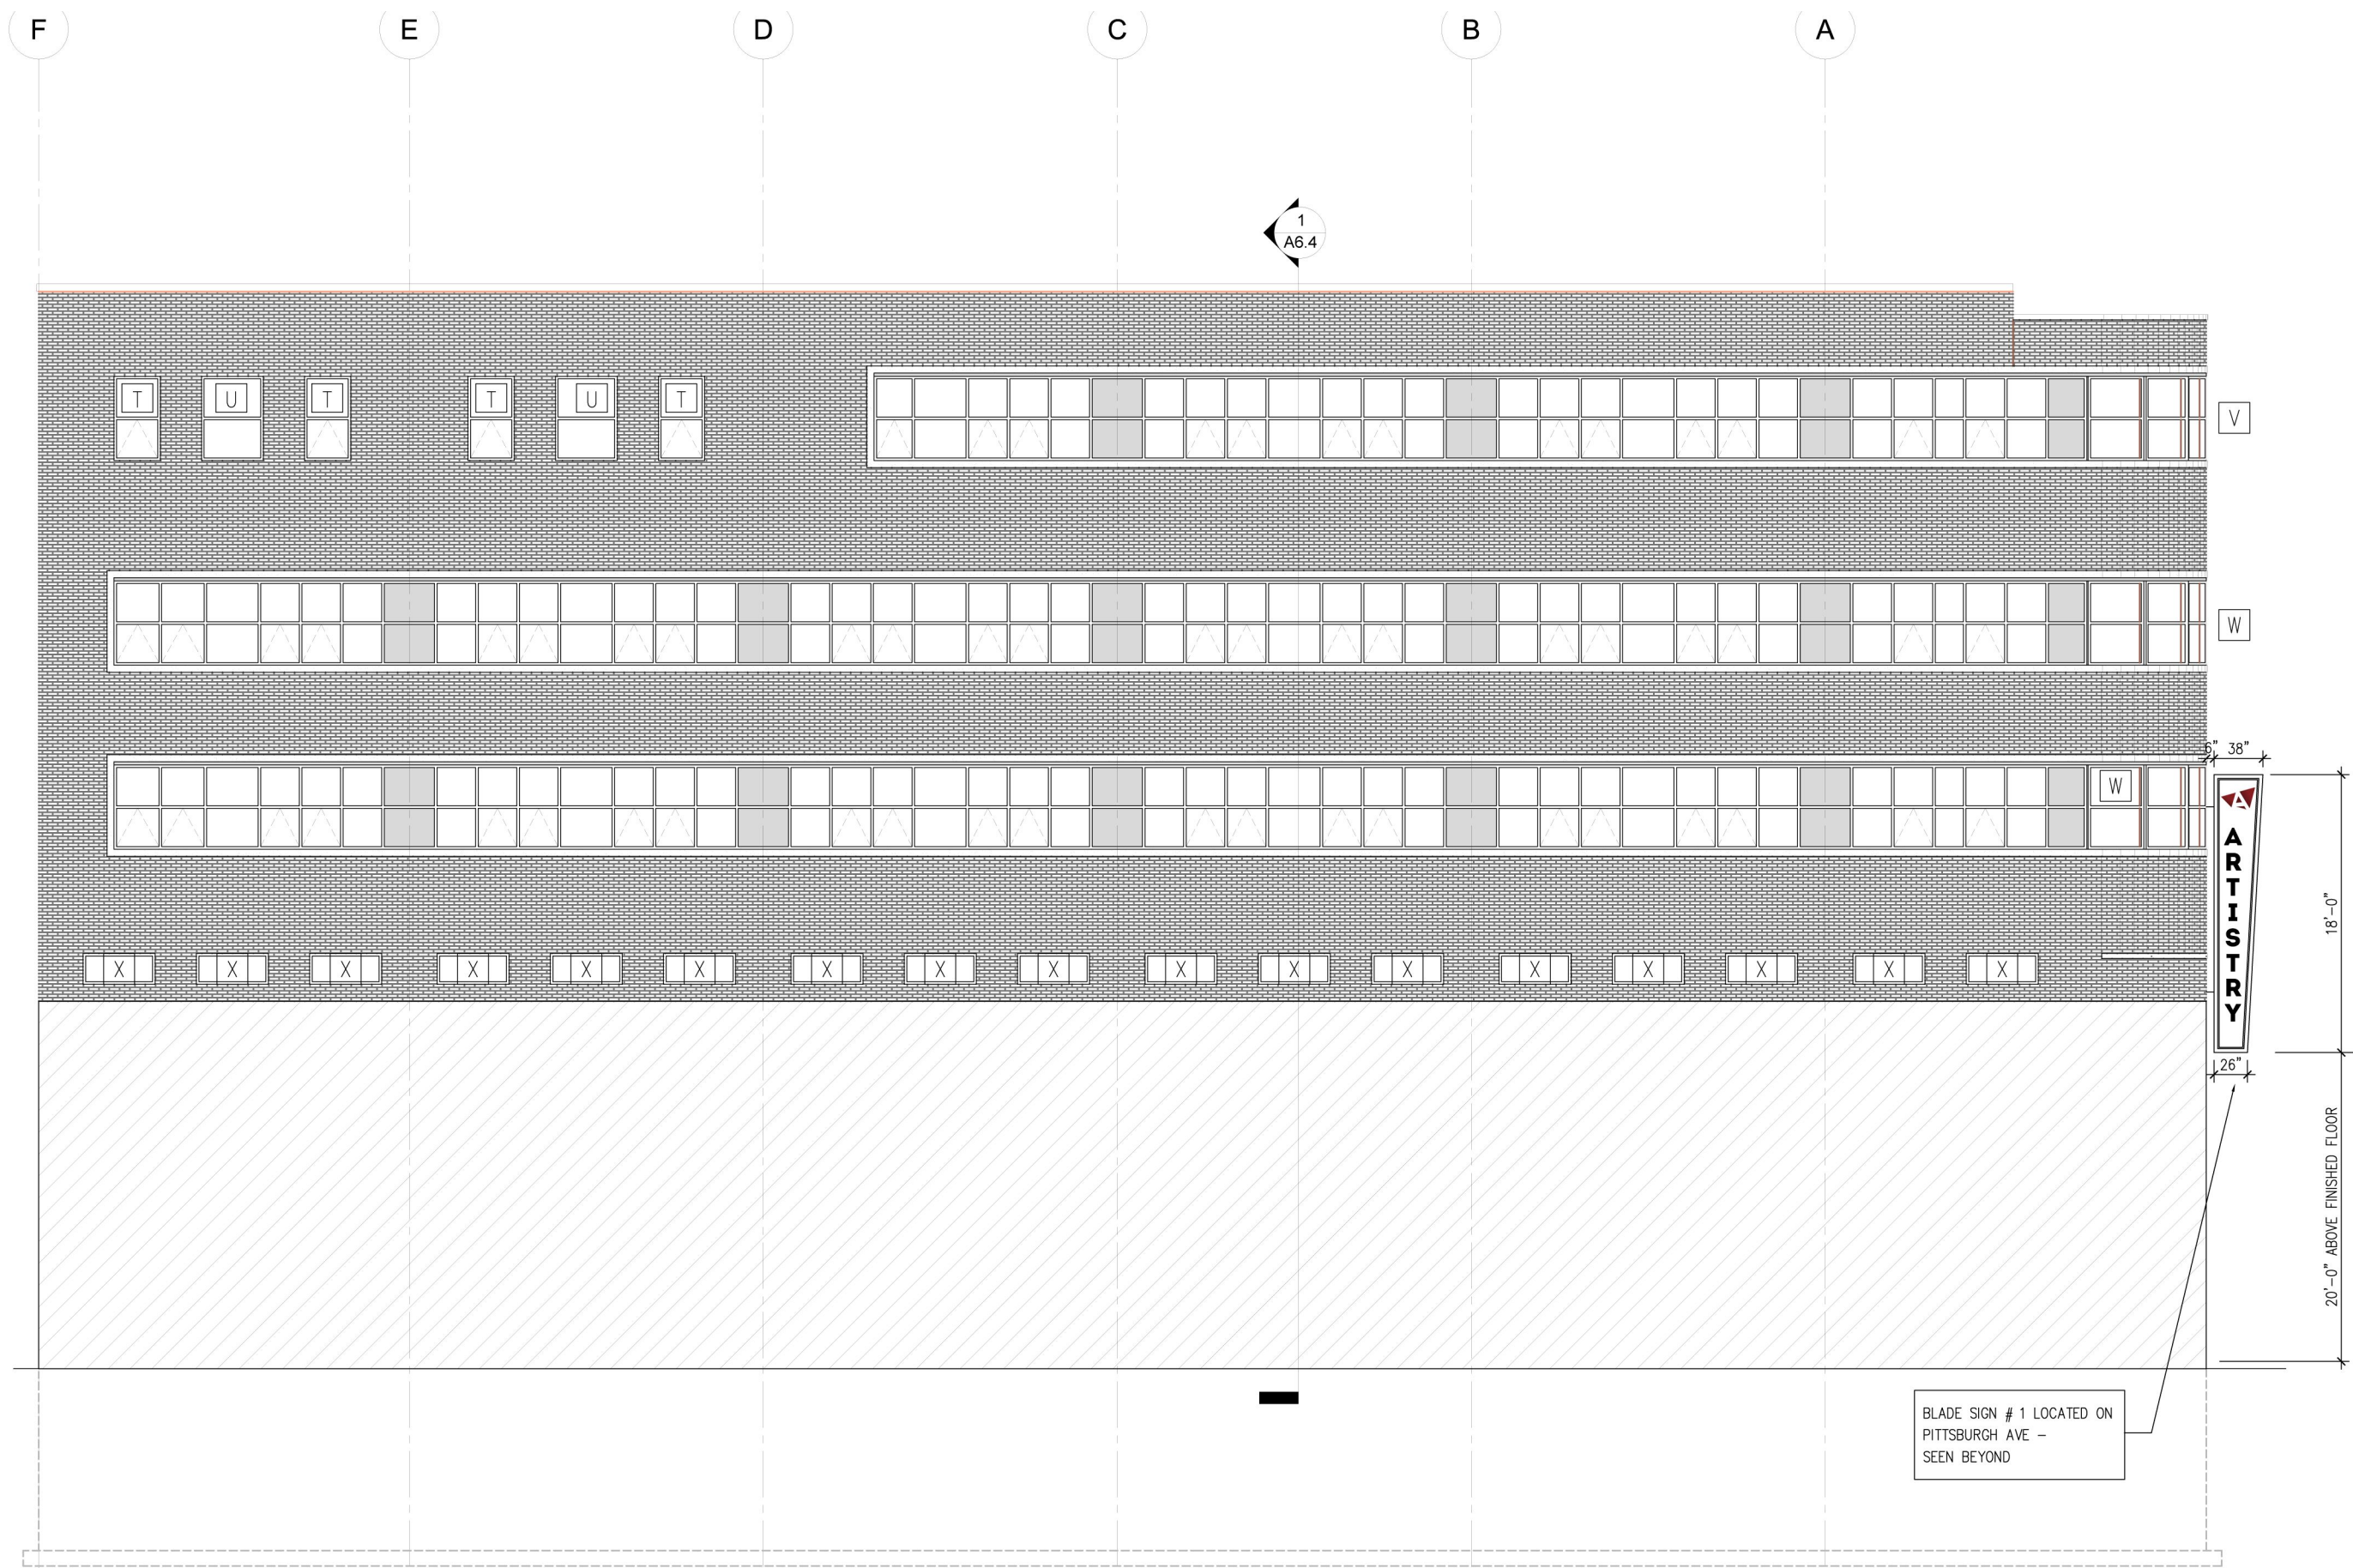 F E D C B A
1
A6.4
T U T T U T
V
W
6" 38"
W
A
ARTISTRY
18'-0"
X X X X X X X X X X X X X X X X X
26"
20'-0" ABOVE FINISHED FLOOR
BLADE SIGN # 1 LOCATED ON
PITTSBURGH AVE –
SEEN BEYOND